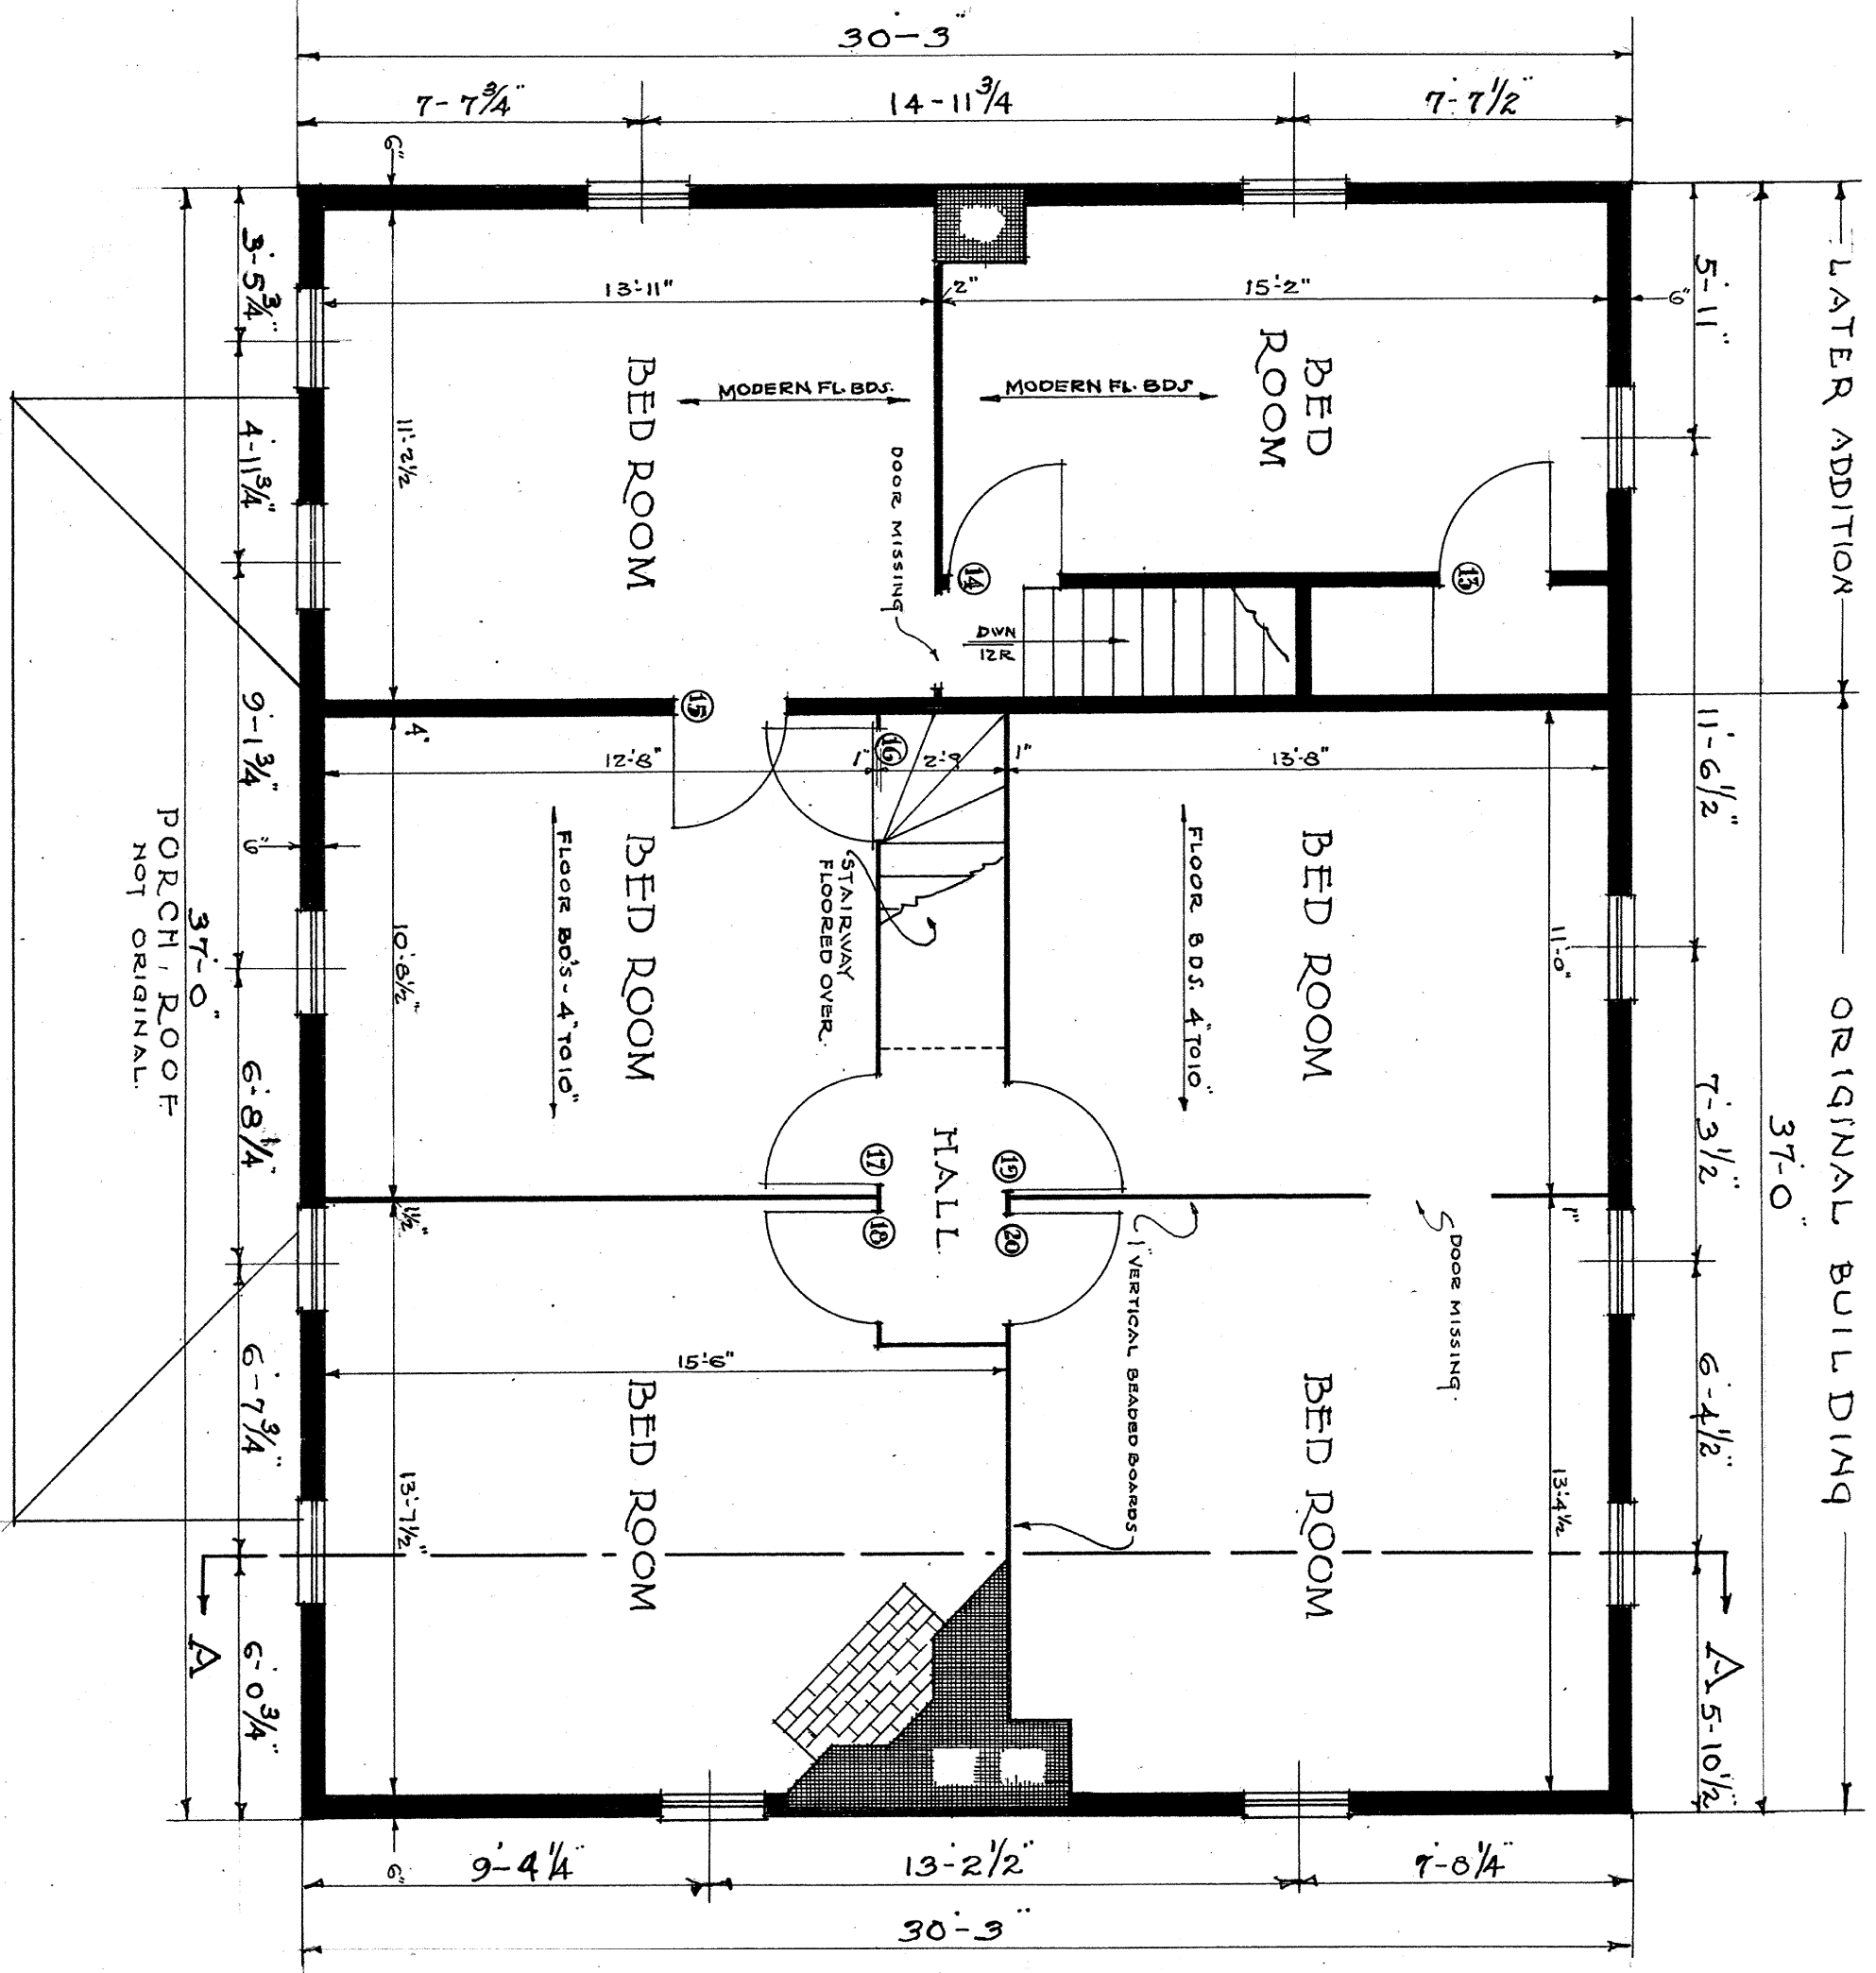 30'-3"
7-7 3/4"
14-11 3/4
7-7 1/2"
6"
3'-5 3/4"
4-11 3/4"
9-1 3/4"
6'-8 1/4"
6-7 3/4"
6-0 3/4"
37'-0"
PORCH, ROOF
NOT ORIGINAL.
13'-11"
2"
15'-2"
6"
11'-2 1/2
BED ROOM
MODERN FL. BDS.
MODERN FL. BDS
BED
ROOM
DOOR MISSING
14
13
DWN
12R
15
16
4"
12'-8"
1"
2'-9
1"
13'-8"
6"
10'-8 1/2"
FLOOR BD'S - 4" TO 10"
BED ROOM
STAIRWAY
FLOORED OVER.
FLOOR BDS. 4" TO 10"
BED ROOM
11'-0"
HALL
17
18
19
20
1 1/2"
1"
DOOR MISSING.
1" VERTICAL BEADED BOARDS
15'-6"
BED ROOM
13'-7 1/2"
BED ROOM
13'-4 1/2
LATER ADDITION
ORIGINAL BUILDING
37'-0"
5'-11"
11'-6 1/2"
7'-3 1/2"
6'-4 1/2"
5-10 1/2"
A
A
6"
9'-4 1/4"
13'-2 1/2"
7'-8 1/4"
30'-3"